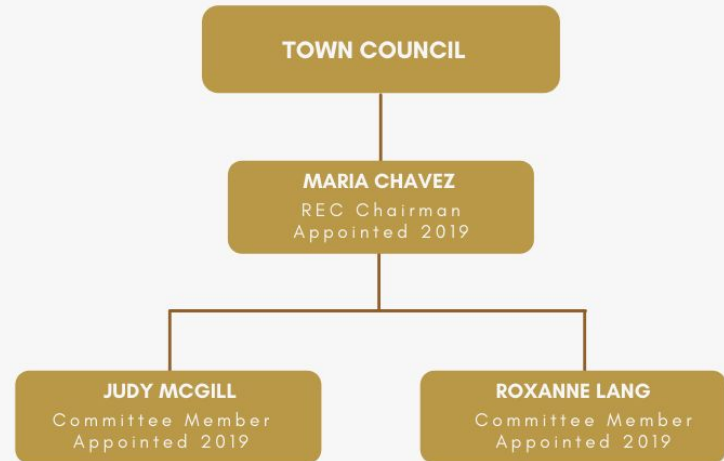 TOWN COUNCIL
MARIA CHAVEZ
REC Chairman
Appointed 2019
JUDY MCGILL
Committee Member
Appointed 2019
ROXANNE LANG
Committee Member
Appointed 2019